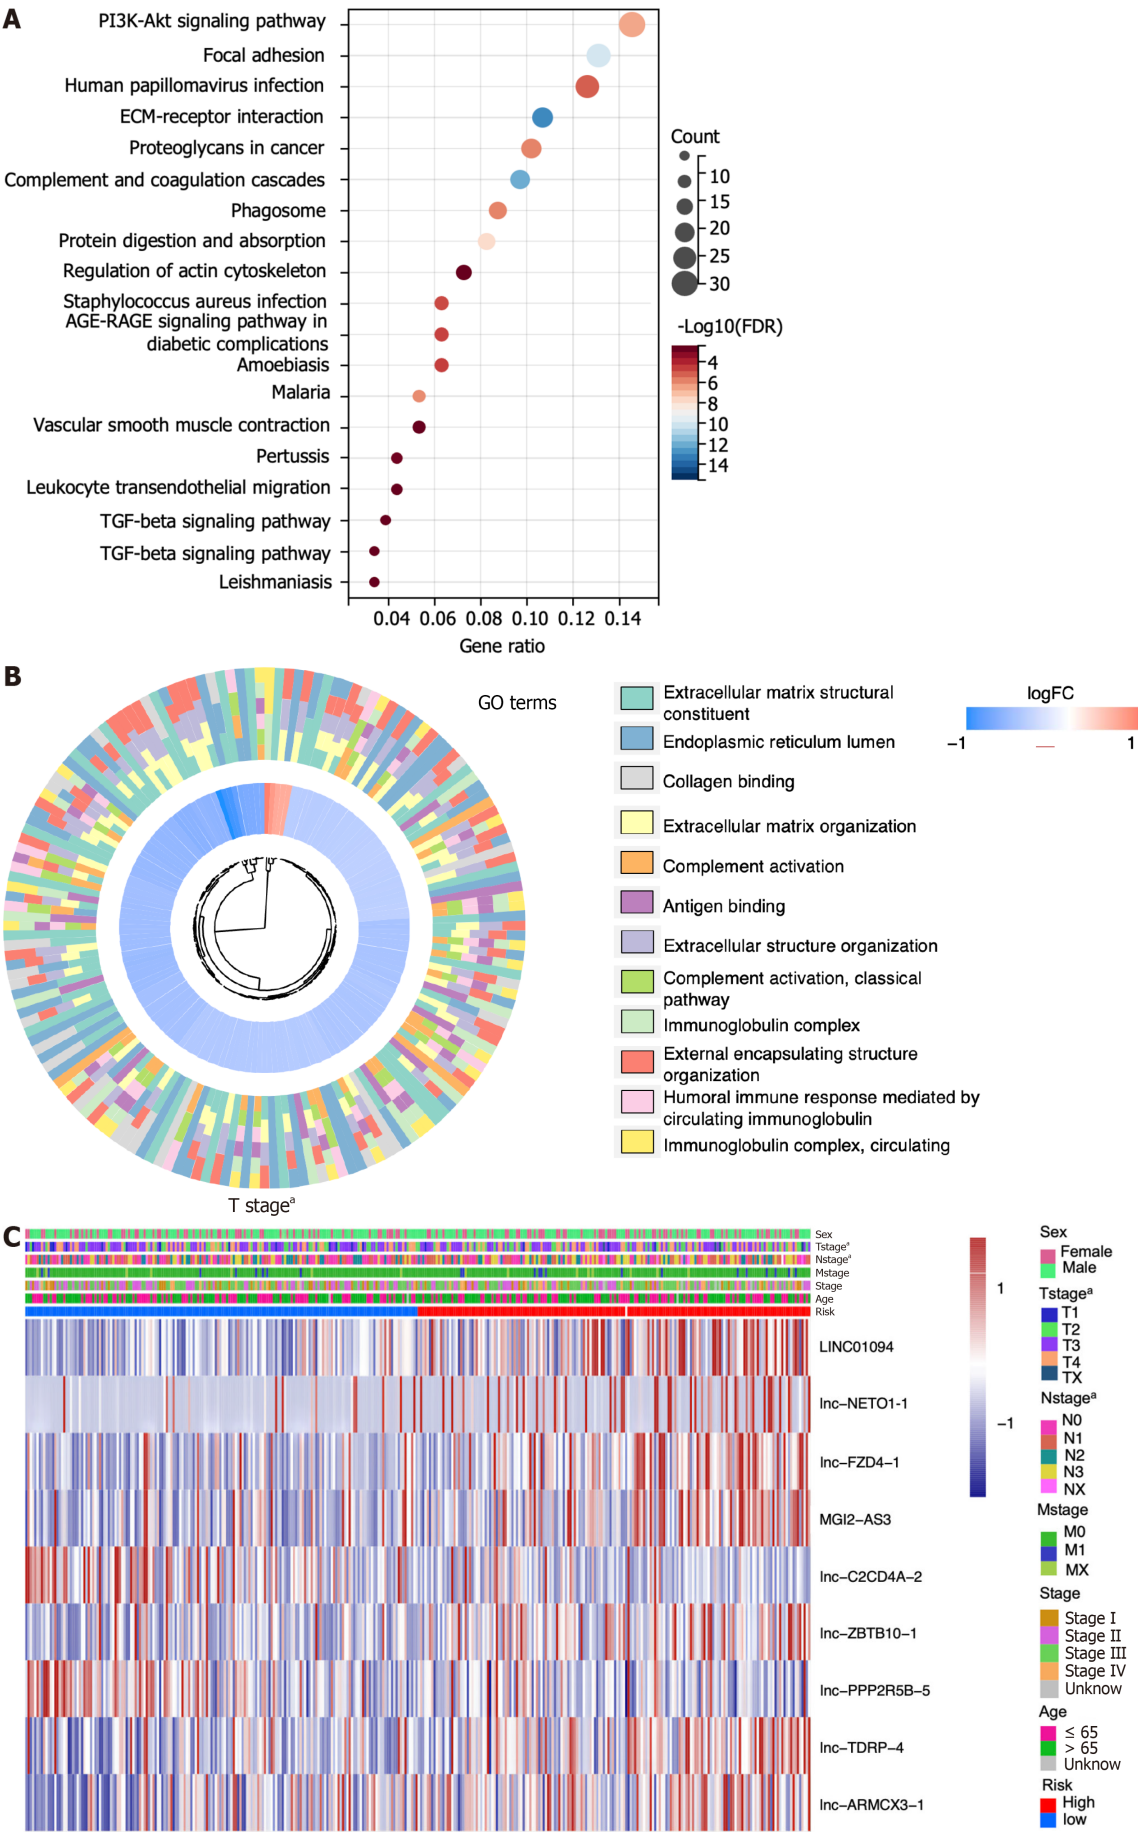 A
PI3K-Akt signaling pathway
Focal adhesion
Human papillomavirus infection
ECM-receptor interaction
Proteoglycans in cancer
Complement and coagulation cascades
Phagosome
Protein digestion and absorption
Regulation of actin cytoskeleton
Staphylococcus aureus infection
AGE-RAGE signaling pathway in
diabetic complications
Amoebiasis
Malaria
Vascular smooth muscle contraction
Pertussis
Leukocyte transendothelial migration
TGF-beta signaling pathway
TGF-beta signaling pathway
Leishmaniasis
0.04 0.06 0.08 0.10 0.12 0.14
Gene ratio
Count
10
15
20
25
30
-Log10(FDR)
4
6
8
10
12
14
B
GO terms
Extracellular matrix structural
constituent
Endoplasmic reticulum lumen
Collagen binding
Extracellular matrix organization
Complement activation
Antigen binding
Extracellular structure organization
Complement activation, classical
pathway
Immunoglobulin complex
External encapsulating structure
organization
Humoral immune response mediated by
circulating immunoglobulin
Immunoglobulin complex, circulating
logFC
−1 1
T stageᵃ
C
Sex
Tstageᵃ
Nstageᵃ
Mstage
Stage
Age
Risk
LINC01094
lnc−NETO1-1
lnc−FZD4−1
MGI2−AS3
lnc−C2CD4A−2
lnc−ZBTB10−1
lnc−PPP2R5B−5
lnc−TDRP−4
lnc−ARMCX3−1
1
−1
Sex
Female
Male
Tstageᵃ
T1
T2
T3
T4
TX
Nstageᵃ
N0
N1
N2
N3
NX
Mstage
M0
M1
MX
Stage
Stage I
Stage II
Stage III
Stage IV
Unknow
Age
≤ 65
> 65
Unknow
Risk
High
low